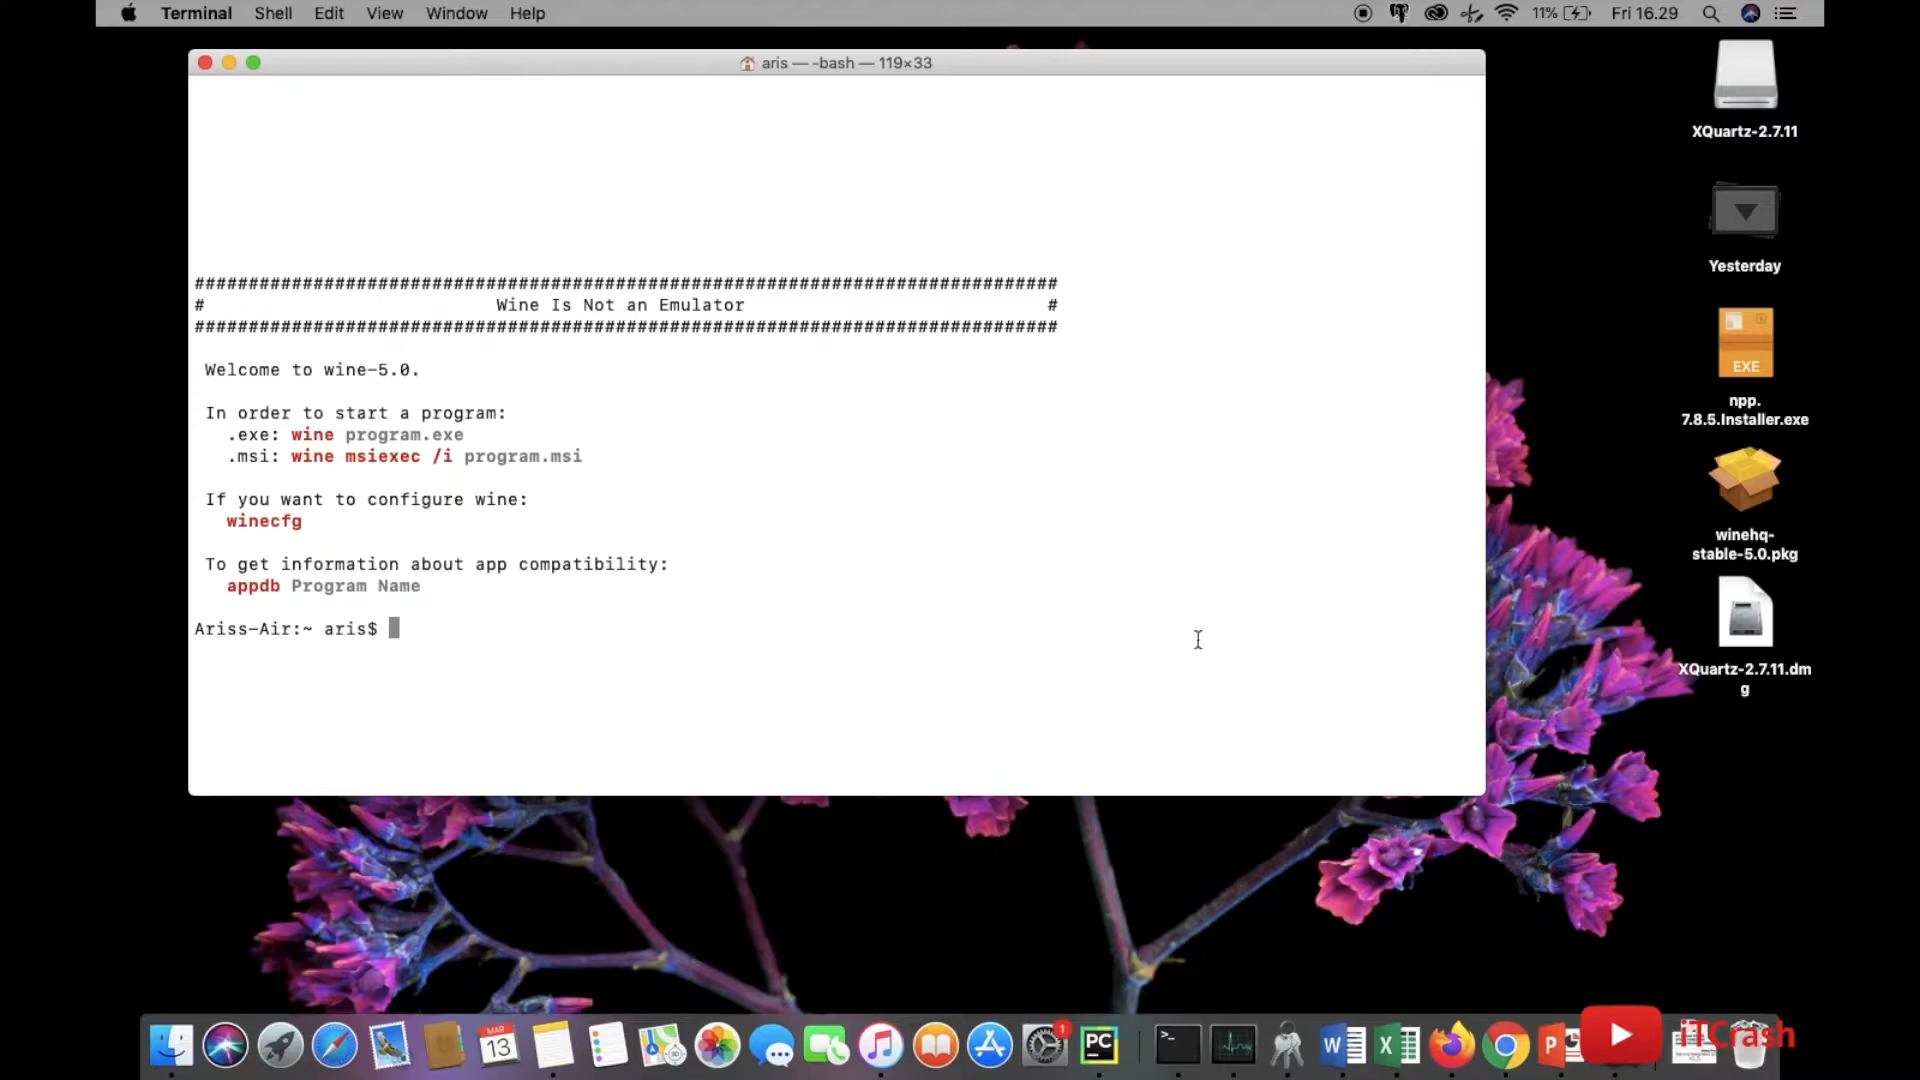 Terminal Shell Edit View Window Help
11% Fri 16.29
aris — -bash — 119×33
################################################################################
# Wine Is Not an Emulator #
################################################################################
Welcome to wine-5.0.
In order to start a program:
.exe: wine program.exe
.msi: wine msiexec /i program.msi
If you want to configure wine:
winecfg
To get information about app compatibility:
appdb Program Name
Ariss-Air:~ aris$
XQuartz-2.7.11
Yesterday
EXE
npp.
7.8.5.Installer.exe
winehq-
stable-5.0.pkg
XQuartz-2.7.11.dm
g
MAR
13
1
PC
>_
W
X
P
iTCrash